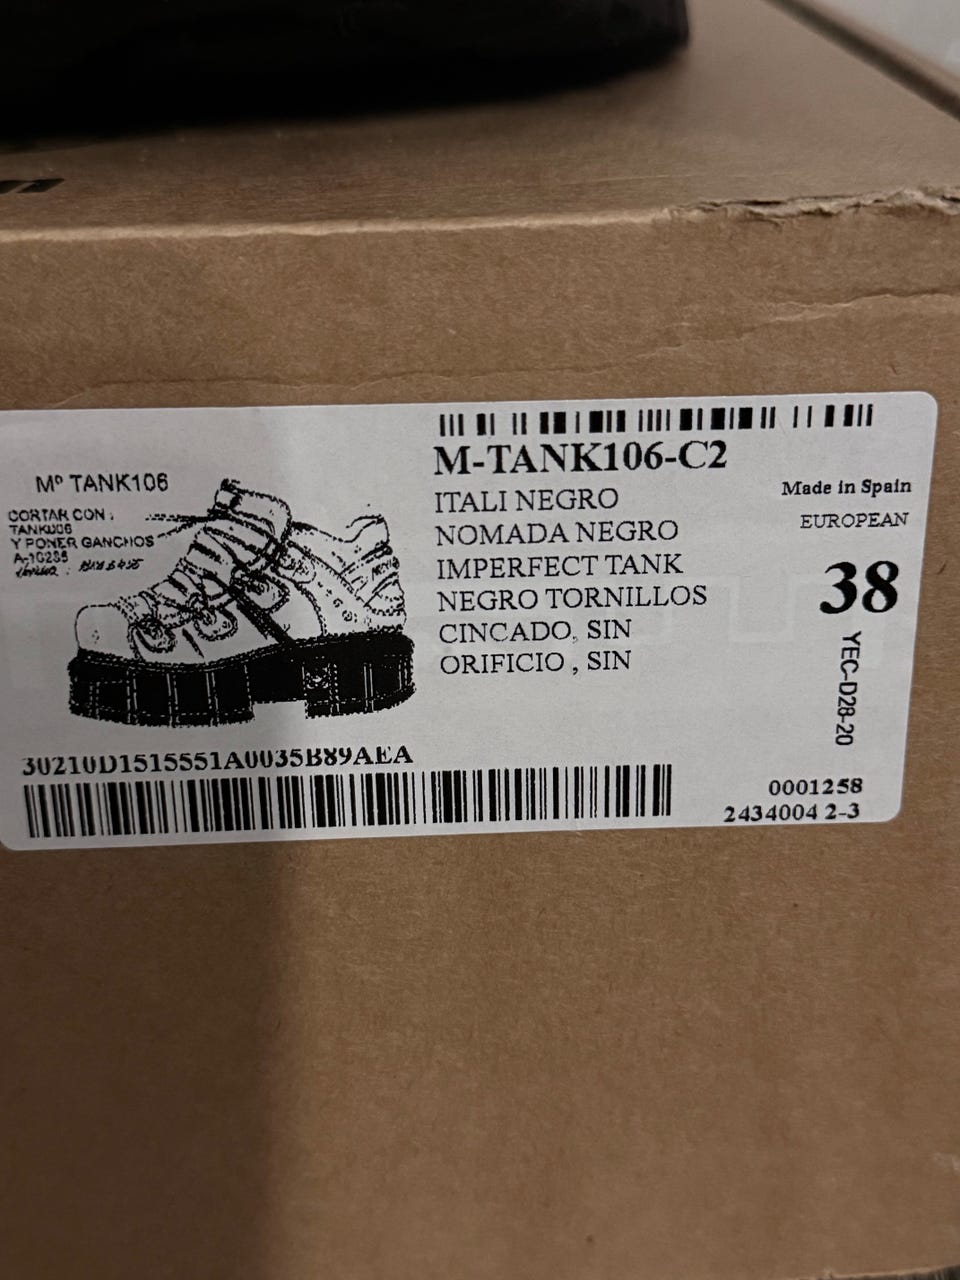 M-TANK106-C2
Mº TANK106
CORTAR CON :
Y PONER GANCHOS
ITALI NEGRO
NOMADA NEGRO
IMPERFECT TANK
NEGRO TORNILLOS
CINCADO, SIN
ORIFICIO , SIN
Made in Spain
EUROPEAN
38
YEC-D28-20
30210D1515551A0035B89AEA
0001258
2434004 2-3